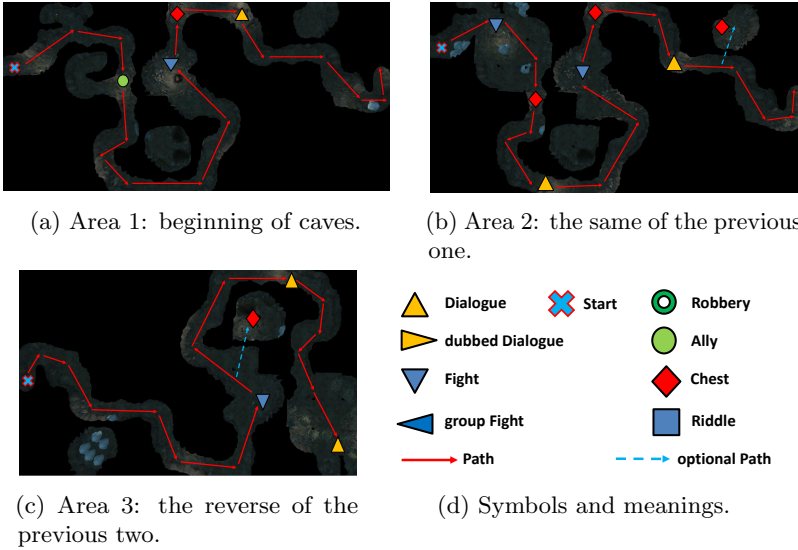 (a) Area 1: beginning of caves.
(b) Area 2: the same of the previous
one.
(c) Area 3: the reverse of the
previous two.
Dialogue
Start
Robbery
dubbed Dialogue
Ally
Fight
Chest
group Fight
Riddle
Path
optional Path
(d) Symbols and meanings.